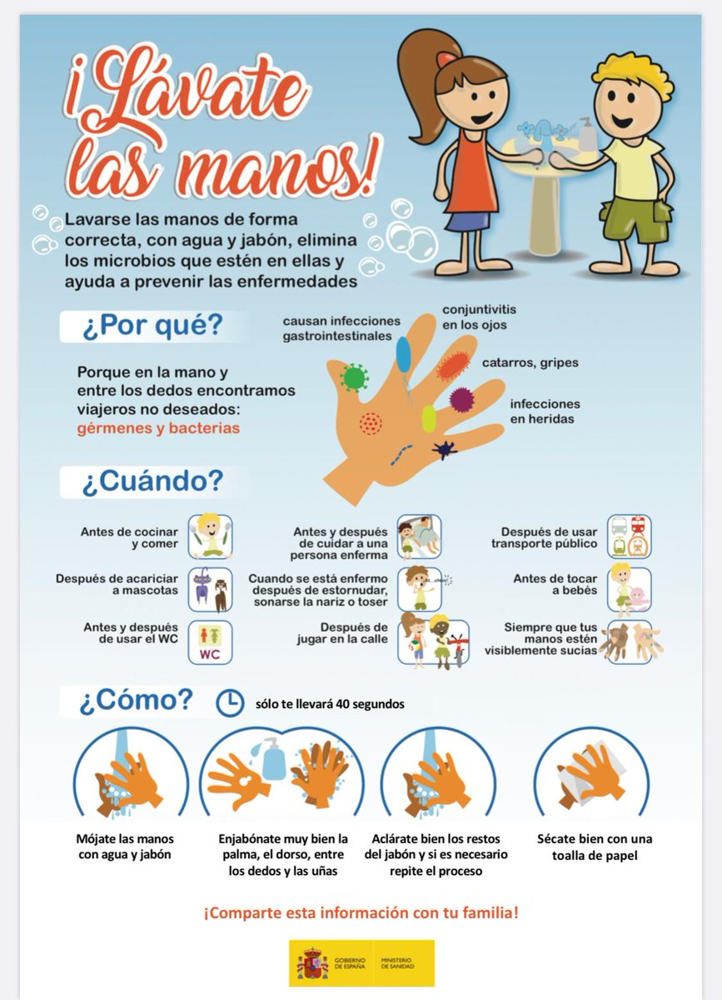 ¡Lávate
las manos!
Lavarse las manos de forma
correcta, con agua y jabón, elimina
los microbios que estén en ellas y
ayuda a prevenir las enfermedades
¿Por qué?
Porque en la mano y
entre los dedos encontramos
viajeros no deseados:
gérmenes y bacterias
causan infecciones
gastrointestinales
conjuntivitis
en los ojos
catarros, gripes
infecciones
en heridas
¿Cuándo?
Antes de cocinar
y comer
Antes y después
de cuidar a una
persona enferma
Después de usar
transporte público
Después de acariciar
a mascotas
Cuando se está enfermo
después de estornudar,
sonarse la nariz o toser
Antes de tocar
a bebés
Antes y después
de usar el WC
WC
Después de
jugar en la calle
Siempre que tus
manos estén
visiblemente sucias
¿Cómo?
sólo te llevará 40 segundos
Mójate las manos
con agua y jabón
Enjabónate muy bien la
palma, el dorso, entre
los dedos y las uñas
Aclárate bien los restos
del jabón y si es necesario
repite el proceso
Sécate bien con una
toalla de papel
¡Comparte esta información con tu familia!
GOBIERNO
DE ESPAÑA
MINISTERIO
DE SANIDAD